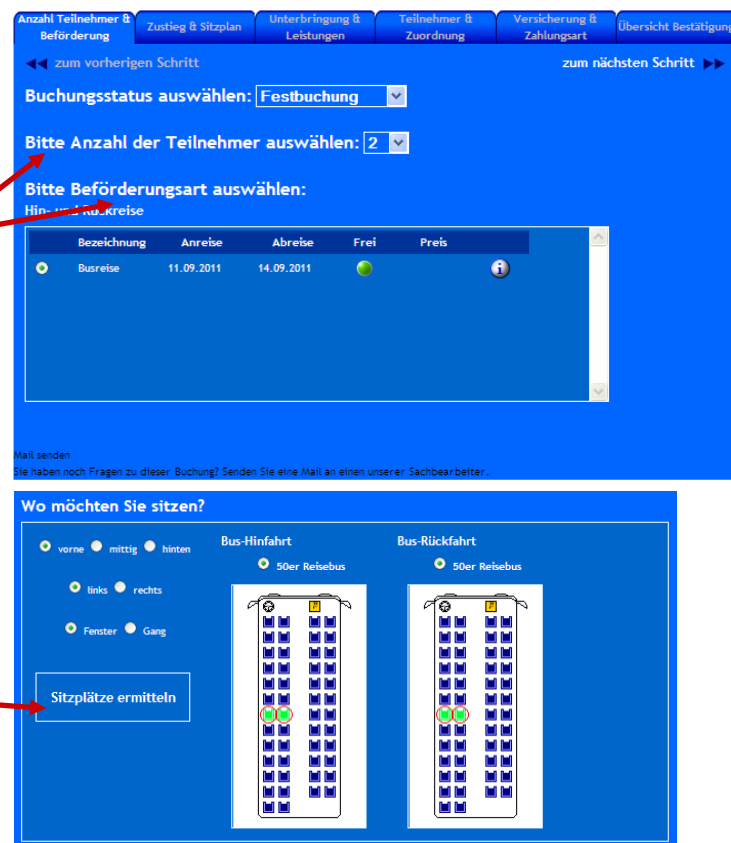 Anzahl Teilnehmer & Beförderung
Zustieg & Sitzplan
Unterbringung & Leistungen
Teilnehmer & Zuordnung
Versicherung & Zahlungsart
Übersicht Bestätigung
zum vorherigen Schritt
zum nächsten Schritt
Buchungsstatus auswählen: Festbuchung
Bitte Anzahl der Teilnehmer auswählen: 2
Bitte Beförderungsart auswählen:
Hin- und Rückreise
Bezeichnung Anreise Abreise Frei Preis
Busreise 11.09.2011 14.09.2011 i
Mail senden
Sie haben noch Fragen zu dieser Buchung? Senden Sie eine Mail an einen unserer Sachbearbeiter.
Wo möchten Sie sitzen?
vorne mittig hinten
links rechts
Fenster Gang
Sitzplätze ermitteln
Bus-Hinfahrt
50er Reisebus
Bus-Rückfahrt
50er Reisebus